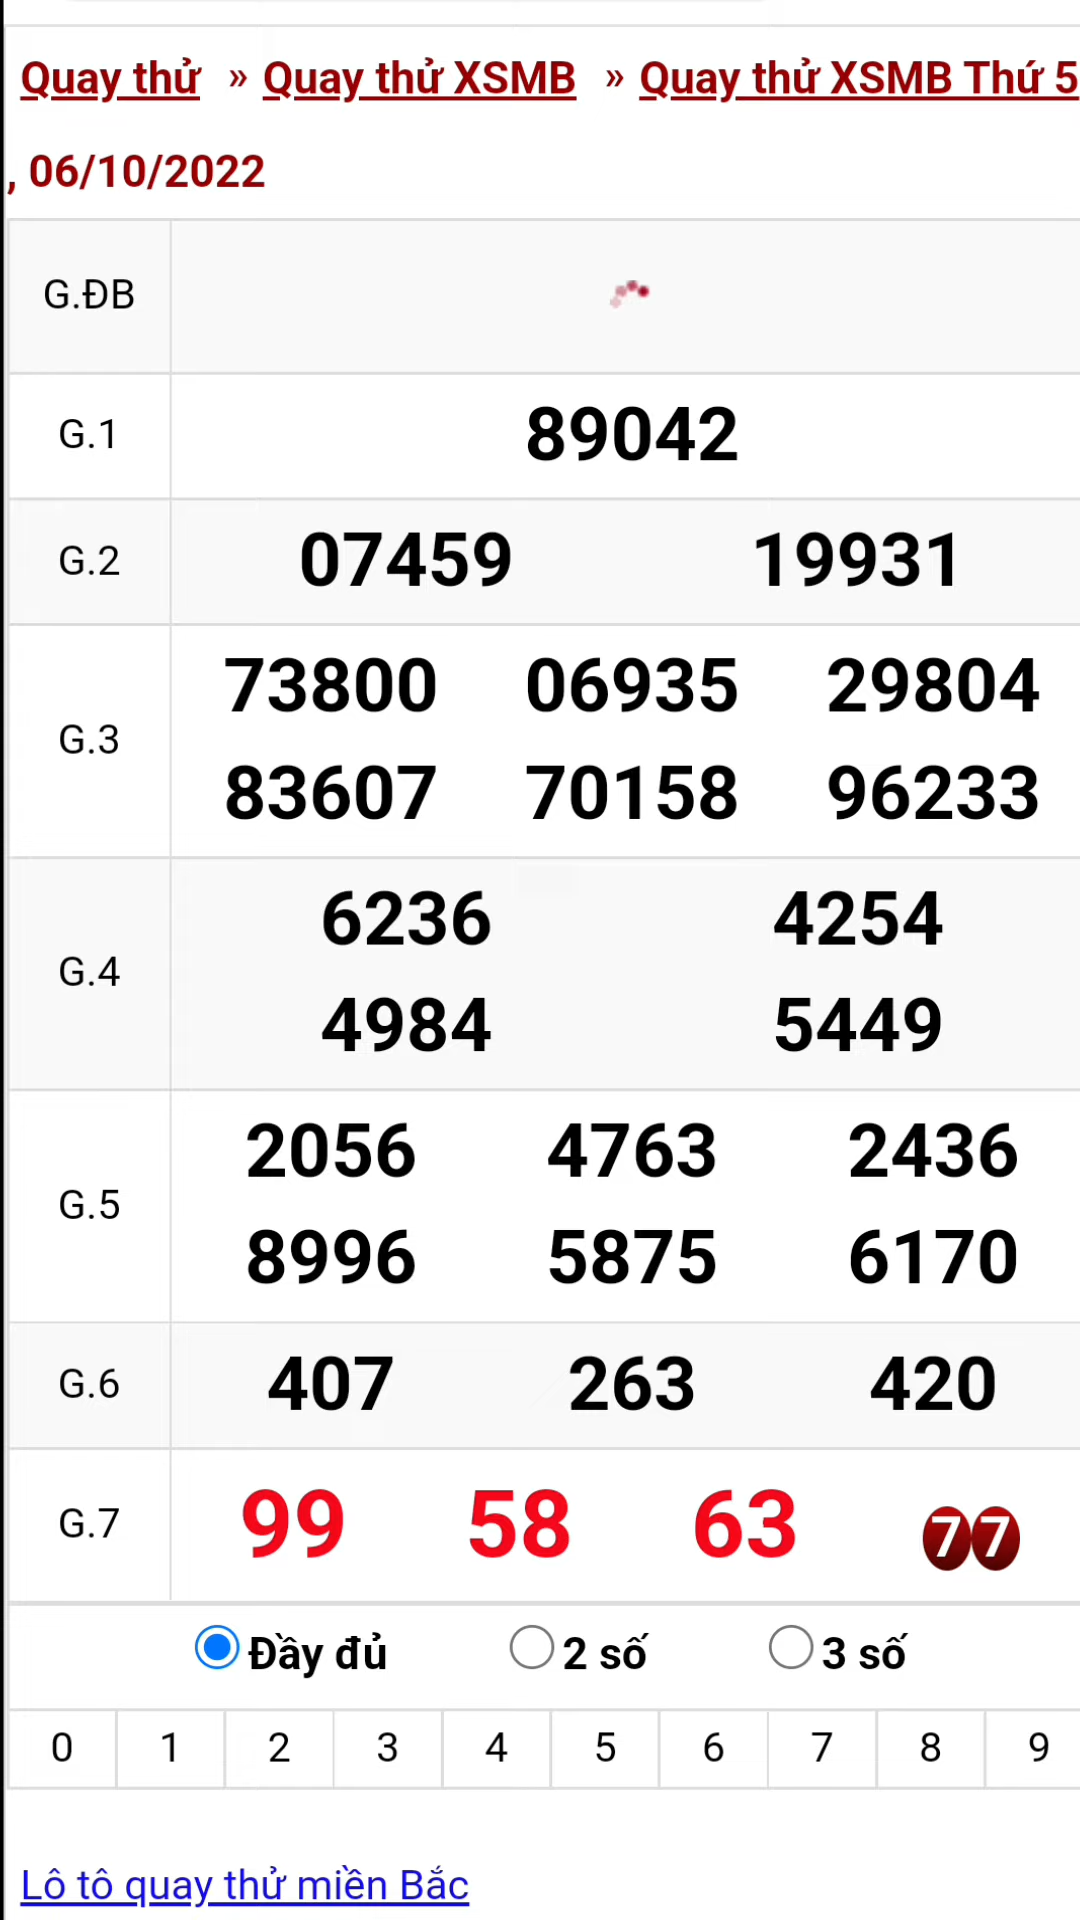 Quay thử » Quay thử XSMB » Quay thử XSMB Thứ 5
, 06/10/2022
G.ĐB
G.1 89042
G.2 07459 19931
G.3 73800 06935 29804
83607 70158 96233
G.4 6236 4254
4984 5449
G.5 2056 4763 2436
8996 5875 6170
G.6 407 263 420
G.7 99 58 63 77
Đầy đủ 2 số 3 số
0 1 2 3 4 5 6 7 8 9
Lô tô quay thử miền Bắc